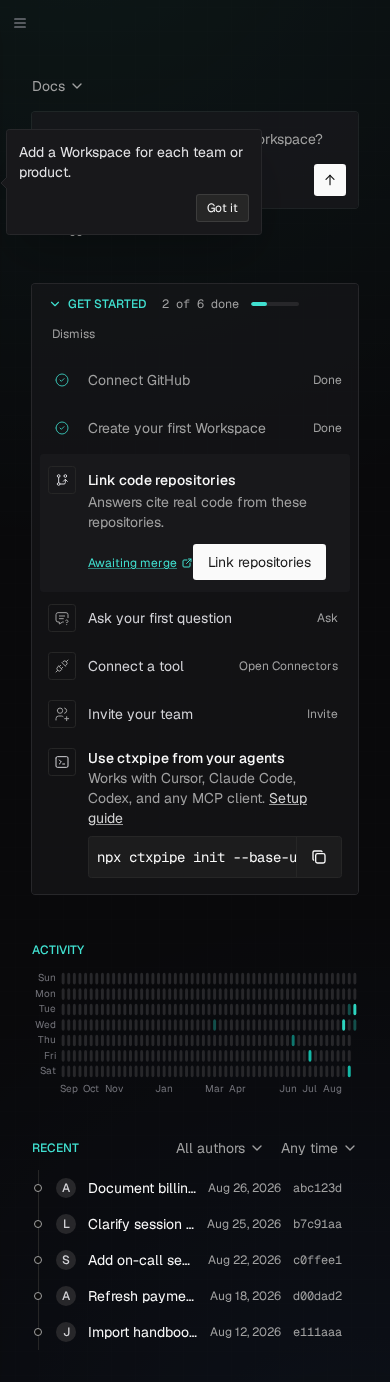 Docs
orkspace?
Add a Workspace for each team or
product.
Got it
GET STARTED 2 of 6 done
Dismiss
Connect GitHub Done
Create your first Workspace Done
Link code repositories
Answers cite real code from these
repositories.
Awaiting merge Link repositories
Ask your first question Ask
Connect a tool Open Connectors
Invite your team Invite
Use ctxpipe from your agents
Works with Cursor, Claude Code,
Codex, and any MCP client. Setup
guide
npx ctxpipe init --base-u
ACTIVITY
Sun
Mon
Tue
Wed
Thu
Fri
Sat
Sep Oct Nov Jan Mar Apr Jun Jul Aug
RECENT All authors Any time
A Document billin... Aug 26, 2026 abc123d
L Clarify session ... Aug 25, 2026 b7c91aa
S Add on-call se... Aug 22, 2026 c0ffee1
A Refresh payme... Aug 18, 2026 d00dad2
J Import handboo... Aug 12, 2026 e111aaa